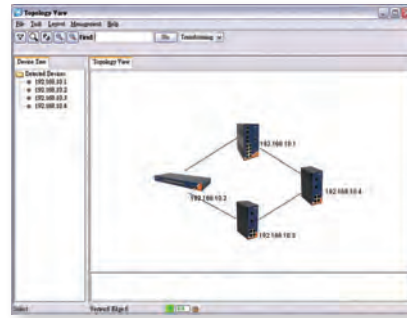 Topology View
File Tool Layout Management Help
Find Go Transforming
Device Tree
Topology View
Detected Devices
192.168.10.1
192.168.10.2
192.168.10.3
192.168.10.4
192.168.10.1
192.168.10.4
192.168.10.2
192.168.10.3
Select